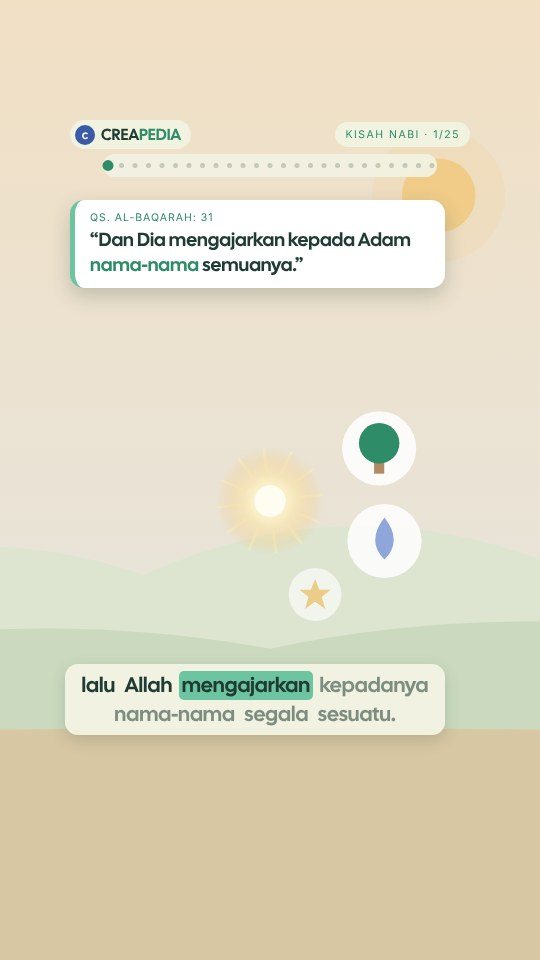 C CREAPEDIA
KISAH NABI · 1/25
QS. AL-BAQARAH: 31
“Dan Dia mengajarkan kepada Adam
nama-nama semuanya.”
lalu Allah mengajarkan kepadanya
nama-nama segala sesuatu.